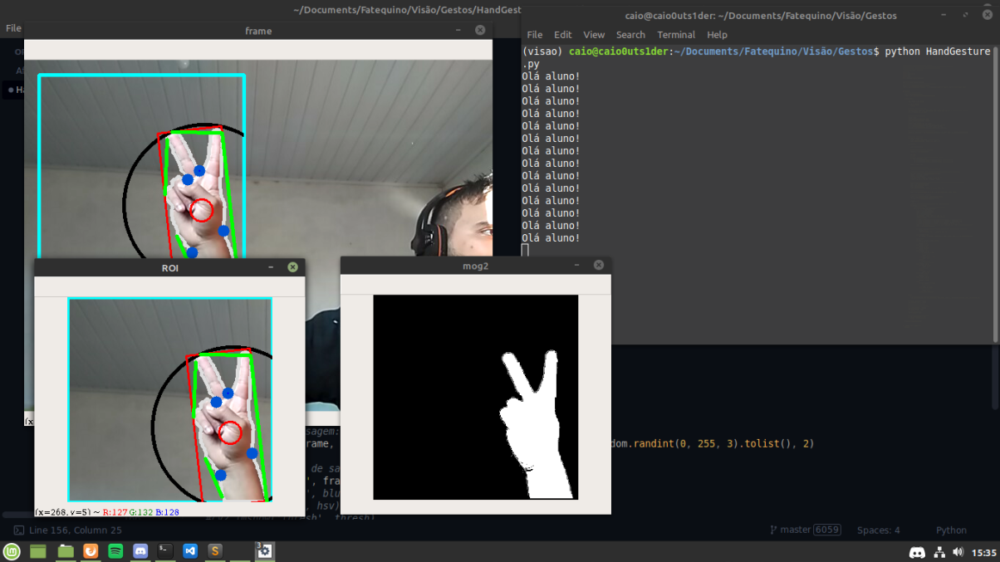 ~/Documents/Fatequino/Visão/Gestos/HandGest
File
frame
caio@caio0uts1der: ~/Documents/Fatequino/Visão/Gestos
File Edit View Search Terminal Help
(visao) caio@caio0uts1der:~/Documents/Fatequino/Visão/Gestos$ python HandGesture
.py
Olá aluno!
Olá aluno!
Olá aluno!
Olá aluno!
Olá aluno!
Olá aluno!
Olá aluno!
Olá aluno!
Olá aluno!
Olá aluno!
Olá aluno!
Olá aluno!
Olá aluno!
Olá aluno!
ROI
mog2
(x=268, y=5) ~ R:127 G:132 B:128
sagem:
rame,
dom.randint(0, 255, 3).tolist(), 2)
de sa
', fra
', blu
, hsv)
thresh)
Line 156, Column 25
master 6059
Spaces: 4
Python
15:35